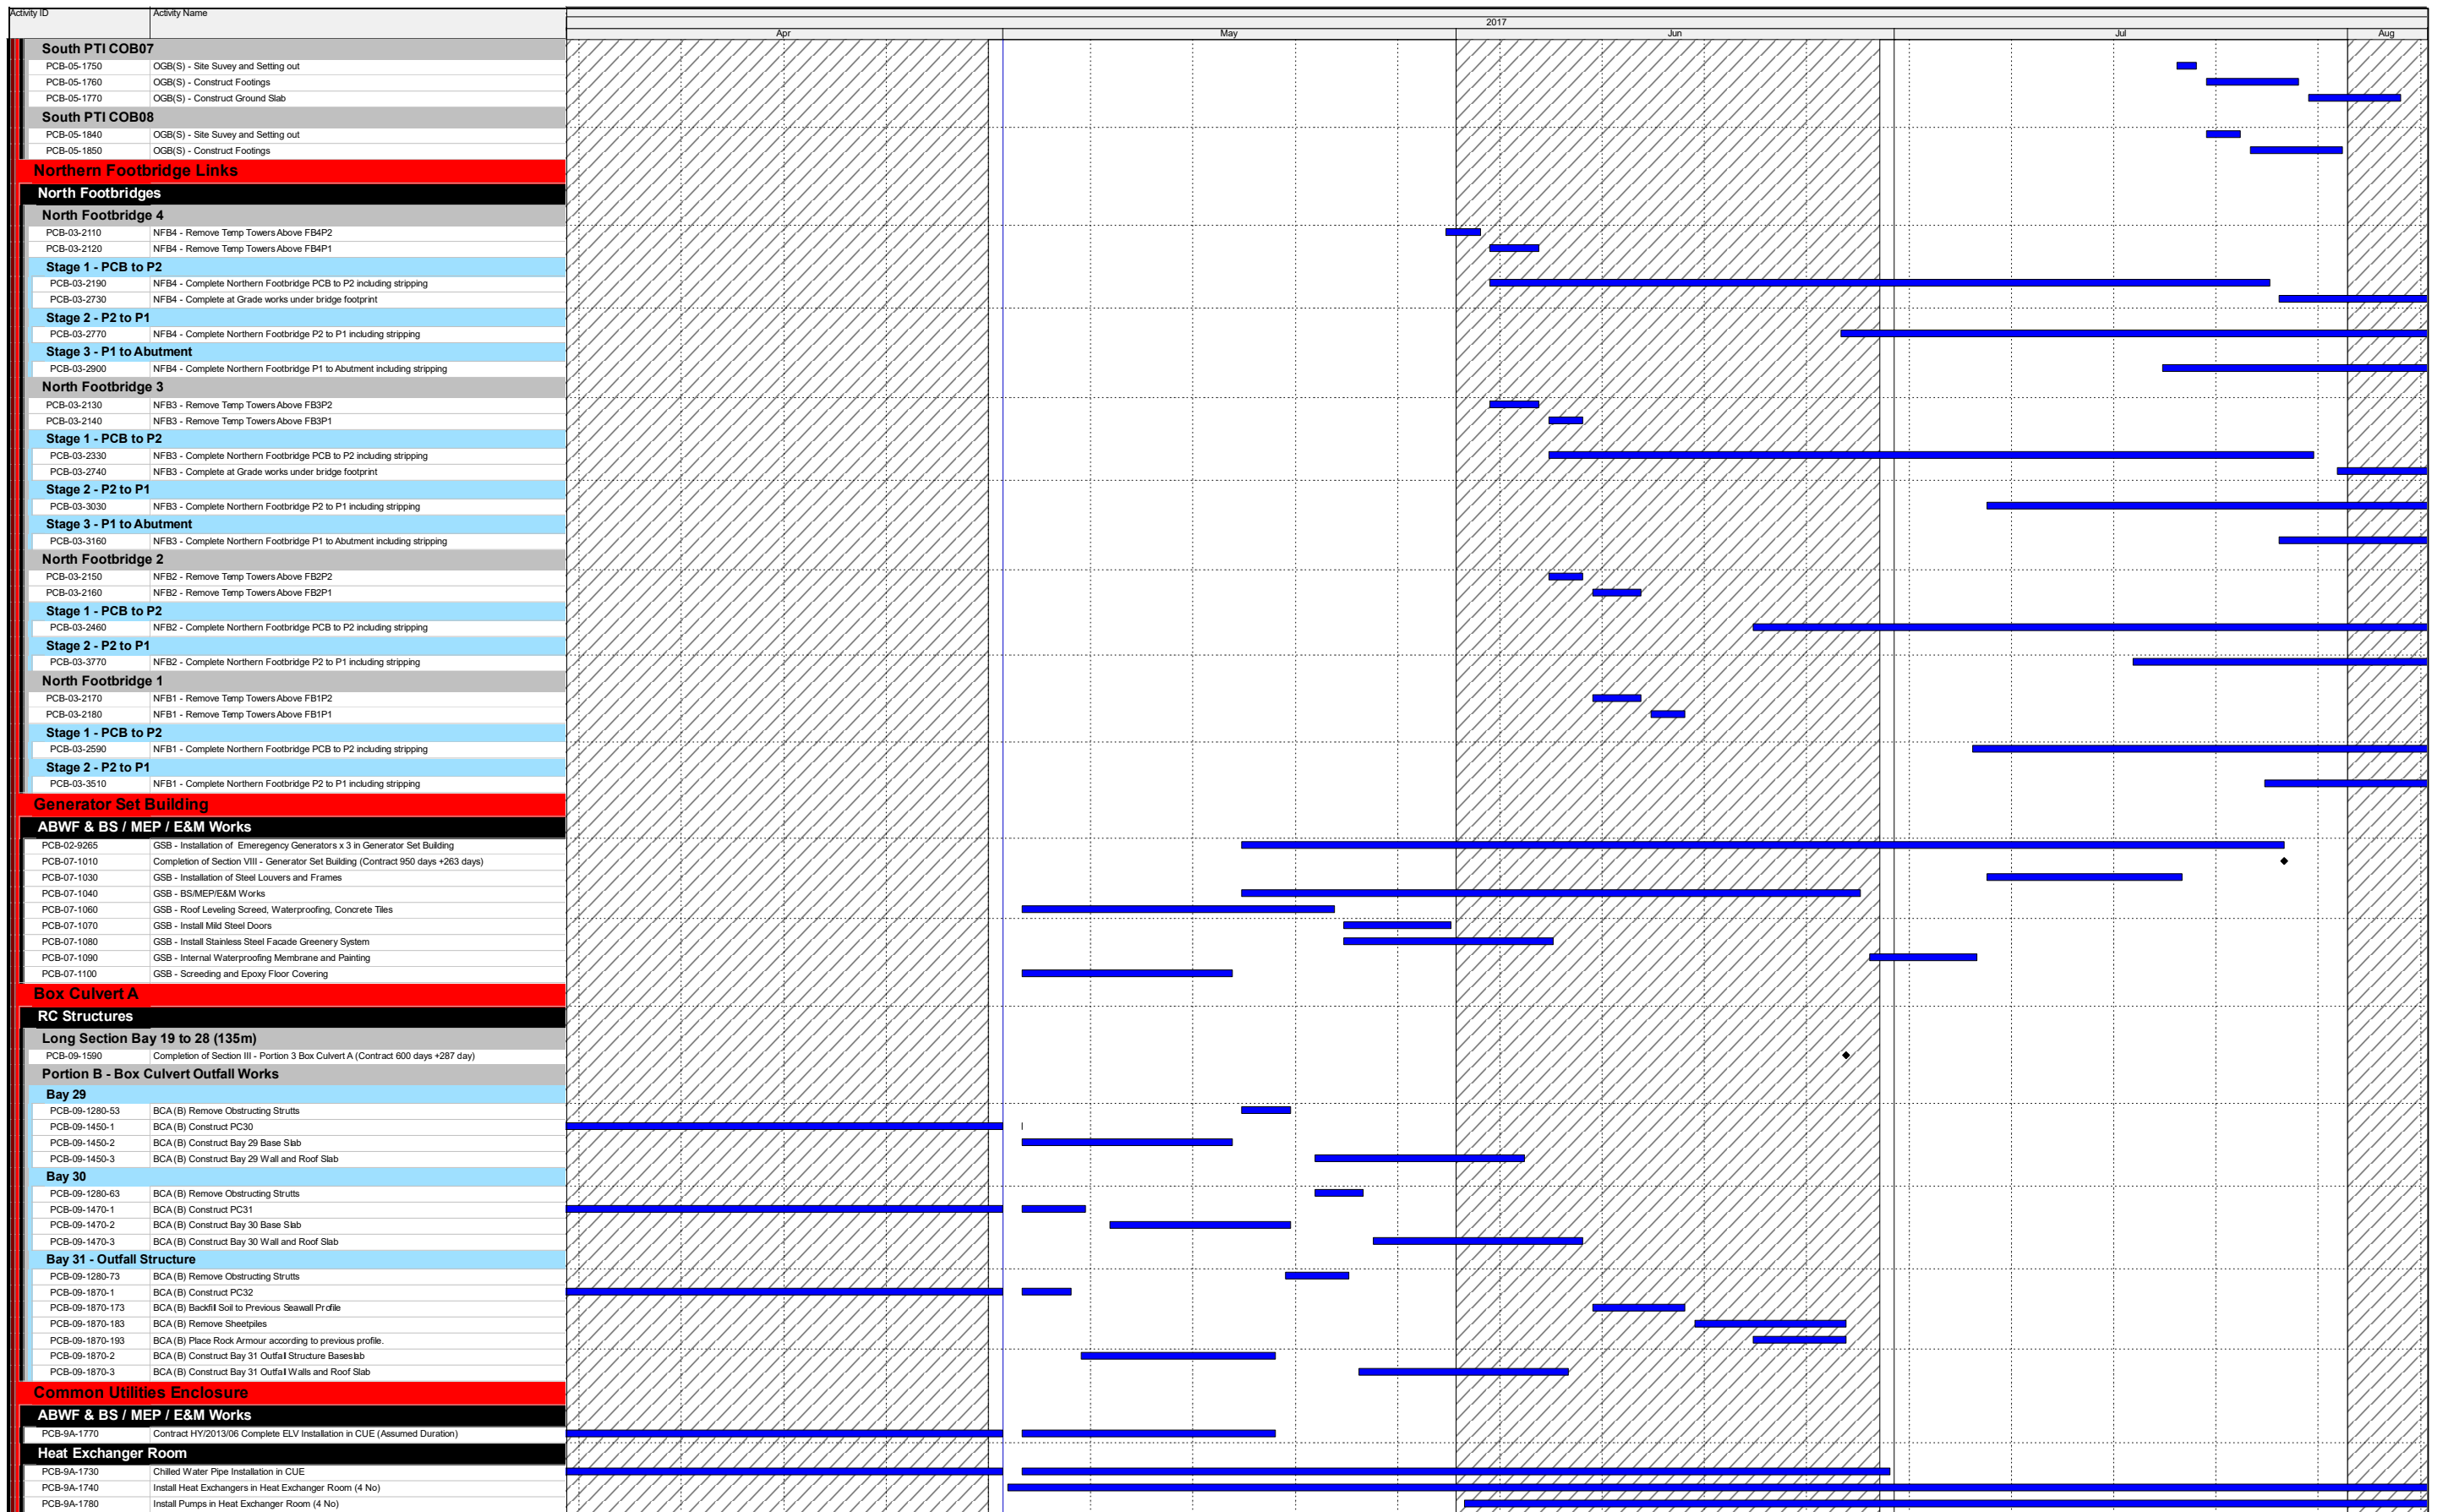 Activity ID Activity Name
2017
Apr May Jun Jul Aug
South PTI COB07
PCB-05-1750 OGB(S) - Site Suvey and Setting out
PCB-05-1760 OGB(S) - Construct Footings
PCB-05-1770 OGB(S) - Construct Ground Slab
South PTI COB08
PCB-05-1840 OGB(S) - Site Suvey and Setting out
PCB-05-1850 OGB(S) - Construct Footings
Northern Footbridge Links
North Footbridges
North Footbridge 4
PCB-03-2110 NFB4 - Remove Temp Towers Above FB4P2
PCB-03-2120 NFB4 - Remove Temp Towers Above FB4P1
Stage 1 - PCB to P2
PCB-03-2190 NFB4 - Complete Northern Footbridge PCB to P2 including stripping
PCB-03-2730 NFB4 - Complete at Grade works under bridge footprint
Stage 2 - P2 to P1
PCB-03-2770 NFB4 - Complete Northern Footbridge P2 to P1 including stripping
Stage 3 - P1 to Abutment
PCB-03-2900 NFB4 - Complete Northern Footbridge P1 to Abutment including stripping
North Footbridge 3
PCB-03-2130 NFB3 - Remove Temp Towers Above FB3P2
PCB-03-2140 NFB3 - Remove Temp Towers Above FB3P1
Stage 1 - PCB to P2
PCB-03-2330 NFB3 - Complete Northern Footbridge PCB to P2 including stripping
PCB-03-2740 NFB3 - Complete at Grade works under bridge footprint
Stage 2 - P2 to P1
PCB-03-3030 NFB3 - Complete Northern Footbridge P2 to P1 including stripping
Stage 3 - P1 to Abutment
PCB-03-3160 NFB3 - Complete Northern Footbridge P1 to Abutment including stripping
North Footbridge 2
PCB-03-2150 NFB2 - Remove Temp Towers Above FB2P2
PCB-03-2160 NFB2 - Remove Temp Towers Above FB2P1
Stage 1 - PCB to P2
PCB-03-2460 NFB2 - Complete Northern Footbridge PCB to P2 including stripping
Stage 2 - P2 to P1
PCB-03-3770 NFB2 - Complete Northern Footbridge P2 to P1 including stripping
North Footbridge 1
PCB-03-2170 NFB1 - Remove Temp Towers Above FB1P2
PCB-03-2180 NFB1 - Remove Temp Towers Above FB1P1
Stage 1 - PCB to P2
PCB-03-2590 NFB1 - Complete Northern Footbridge PCB to P2 including stripping
Stage 2 - P2 to P1
PCB-03-3510 NFB1 - Complete Northern Footbridge P2 to P1 including stripping
Generator Set Building
ABWF & BS / MEP / E&M Works
PCB-02-9265 GSB - Installation of Emeregency Generators x 3 in Generator Set Building
PCB-07-1010 Completion of Section VIII - Generator Set Building (Contract 950 days +263 days)
PCB-07-1030 GSB - Installation of Steel Louvers and Frames
PCB-07-1040 GSB - BS/MEP/E&M Works
PCB-07-1060 GSB - Roof Leveling Screed, Waterproofing, Concrete Tiles
PCB-07-1070 GSB - Install Mild Steel Doors
PCB-07-1080 GSB - Install Stainless Steel Facade Greenery System
PCB-07-1090 GSB - Internal Waterproofing Membrane and Painting
PCB-07-1100 GSB - Screeding and Epoxy Floor Covering
Box Culvert A
RC Structures
Long Section Bay 19 to 28 (135m)
PCB-09-1590 Completion of Section III - Portion 3 Box Culvert A (Contract 600 days +287 day)
Portion B - Box Culvert Outfall Works
Bay 29
PCB-09-1280-53 BCA (B) Remove Obstructing Strutts
PCB-09-1450-1 BCA (B) Construct PC30
PCB-09-1450-2 BCA (B) Construct Bay 29 Base Slab
PCB-09-1450-3 BCA (B) Construct Bay 29 Wall and Roof Slab
Bay 30
PCB-09-1280-63 BCA (B) Remove Obstructing Strutts
PCB-09-1470-1 BCA (B) Construct PC31
PCB-09-1470-2 BCA (B) Construct Bay 30 Base Slab
PCB-09-1470-3 BCA (B) Construct Bay 30 Wall and Roof Slab
Bay 31 - Outfall Structure
PCB-09-1280-73 BCA (B) Remove Obstructing Strutts
PCB-09-1870-1 BCA (B) Construct PC32
PCB-09-1870-173 BCA (B) Backfill Soil to Previous Seawall Profile
PCB-09-1870-183 BCA (B) Remove Sheetpiles
PCB-09-1870-193 BCA (B) Place Rock Armour according to previous profile.
PCB-09-1870-2 BCA (B) Construct Bay 31 Outfall Structure Baseslab
PCB-09-1870-3 BCA (B) Construct Bay 31 Outfall Walls and Roof Slab
Common Utilities Enclosure
ABWF & BS / MEP / E&M Works
PCB-9A-1770 Contract HY/2013/06 Complete ELV Installation in CUE (Assumed Duration)
Heat Exchanger Room
PCB-9A-1730 Chilled Water Pipe Installation in CUE
PCB-9A-1740 Install Heat Exchangers in Heat Exchanger Room (4 No)
PCB-9A-1780 Install Pumps in Heat Exchanger Room (4 No)